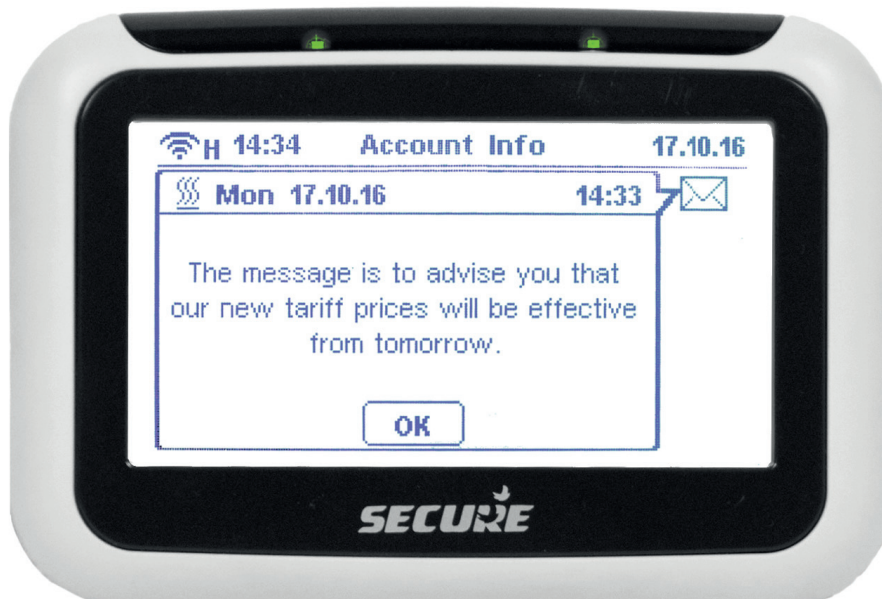 H 14:34 Account Info 17.10.16
Mon 17.10.16 14:33
The message is to advise you that
our new tariff prices will be effective
from tomorrow.
OK
SECURE